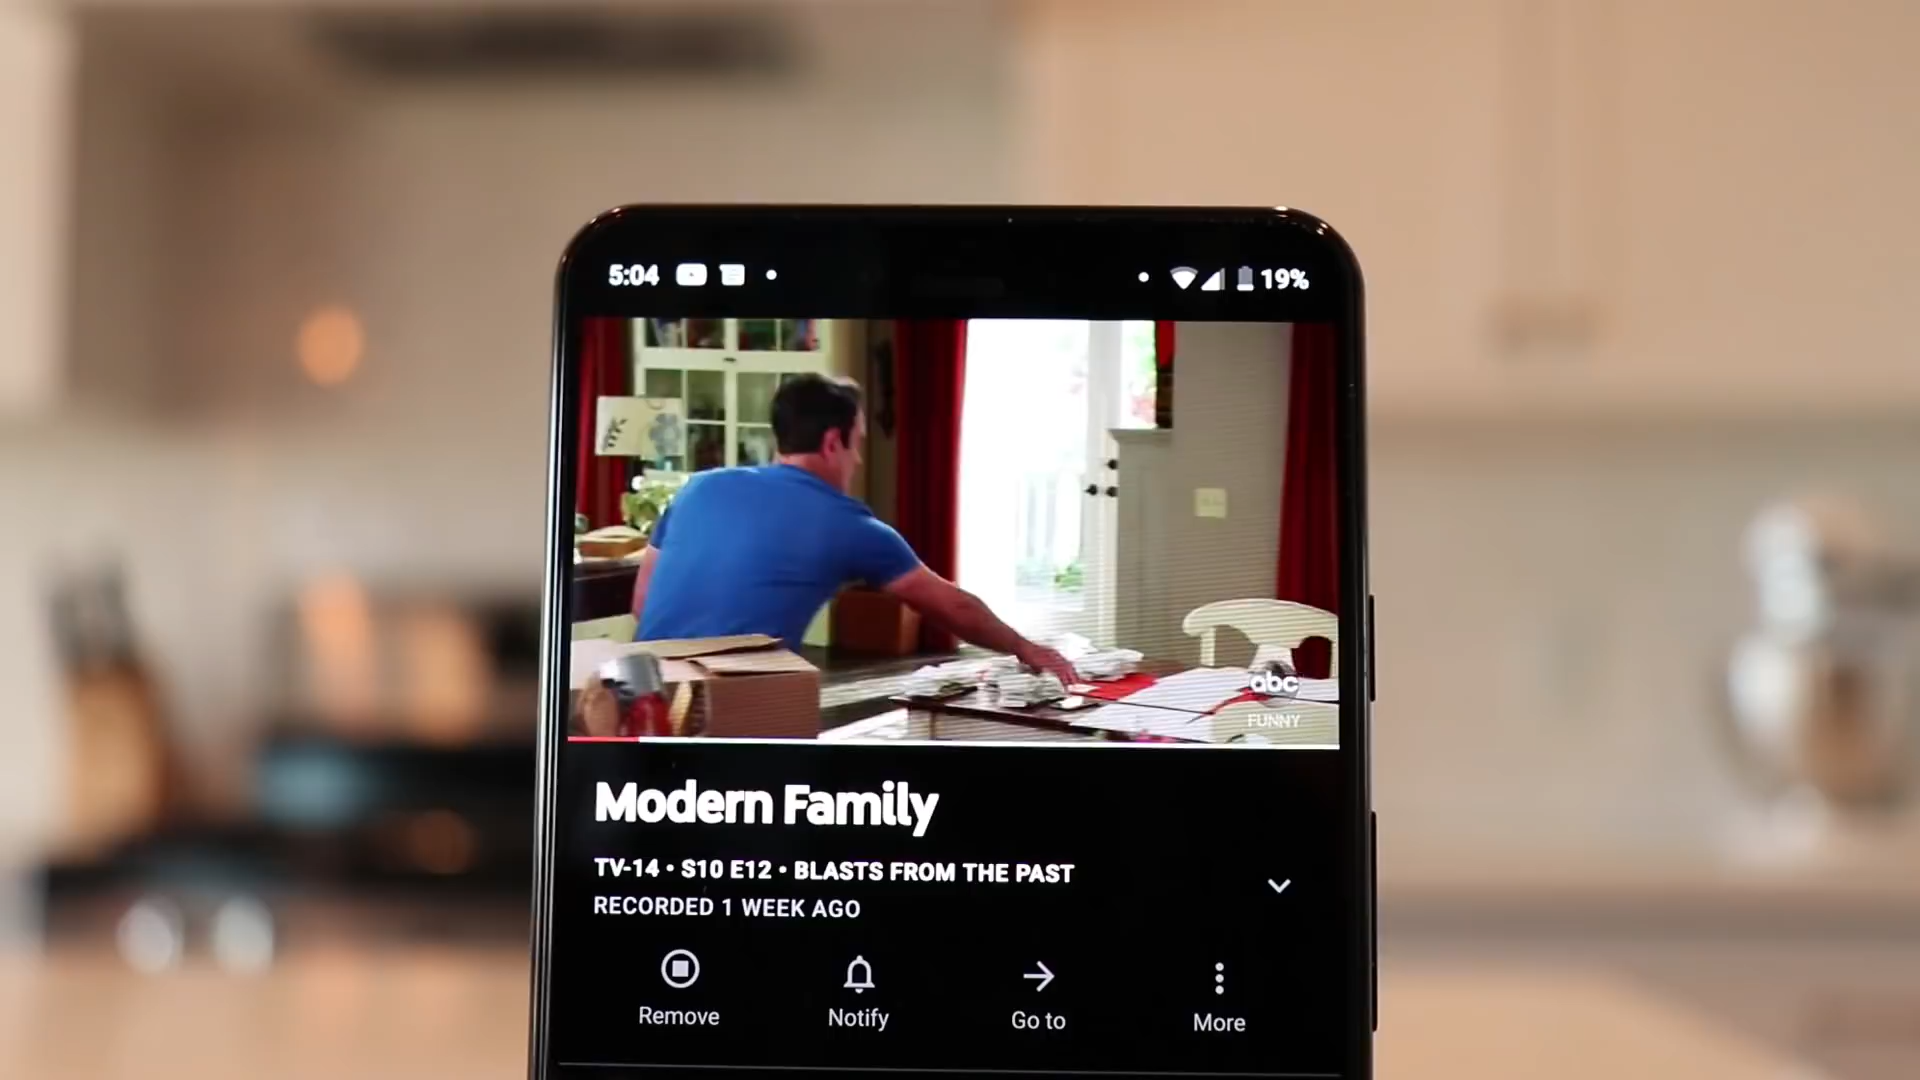 5:04
19%
abc
FUNNY
Modern Family
TV-14 • S10 E12 • BLASTS FROM THE PAST
RECORDED 1 WEEK AGO
Remove
Notify
Go to
More